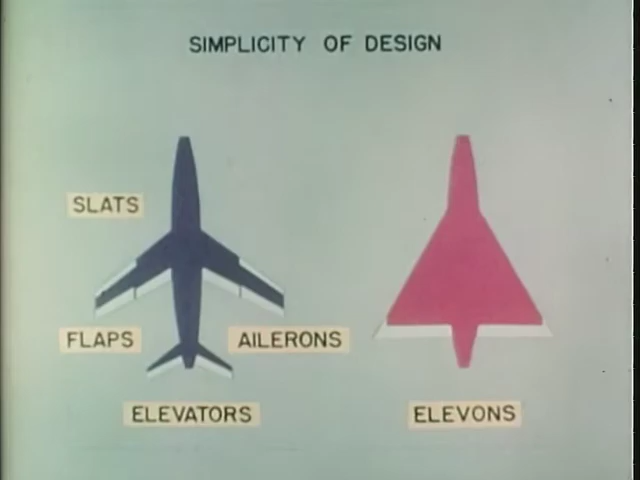 SIMPLICITY OF DESIGN
SLATS
FLAPS
AILERONS
ELEVATORS
ELEVONS